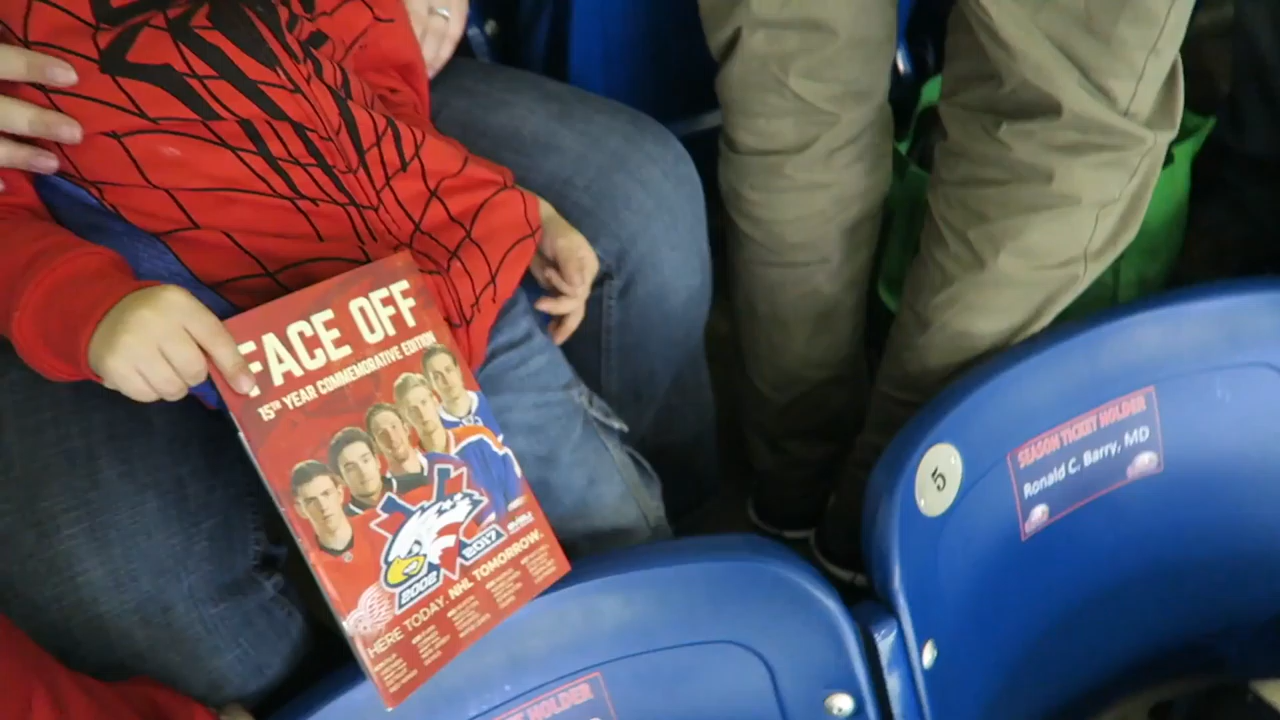 FACE OFF
15TH YEAR COMMEMORATIVE EDITION
2002 2017
HERE TODAY. NHL TOMORROW.
5
SEASON TICKET HOLDER
Ronald C. Barry, MD
HOLDER